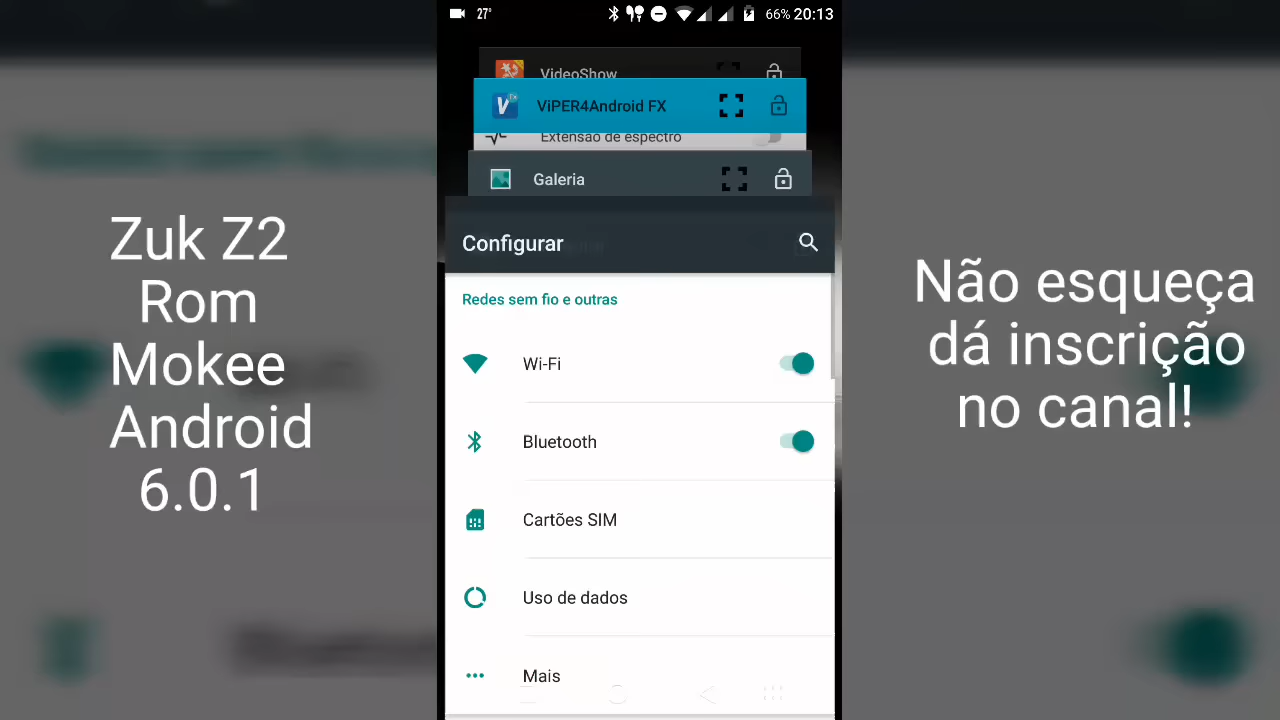 27°
66% 20:13
VideoShow
ViPER4Android FX
Extensão de espectro
Galeria
Configurar
Redes sem fio e outras
Wi-Fi
Bluetooth
Cartões SIM
Uso de dados
Mais
Zuk Z2
Rom
Mokee
Android
6.0.1
Não esqueça
dá inscrição
no canal!